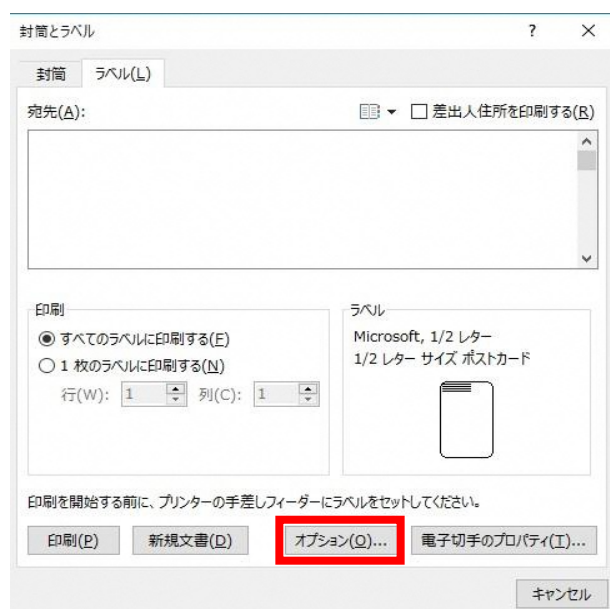 封筒とラベル ? ×
封筒 ラベル(L)
宛先(A): 差出人住所を印刷する(R)
印刷
すべてのラベルに印刷する(F)
1 枚のラベルに印刷する(N)
行(W): 1 列(C): 1
ラベル
Microsoft, 1/2 レター
1/2 レター サイズ ポストカード
印刷を開始する前に、プリンターの手差しフィーダーにラベルをセットしてください。
印刷(P) 新規文書(D) オプション(O)... 電子切手のプロパティ(T)...
キャンセル